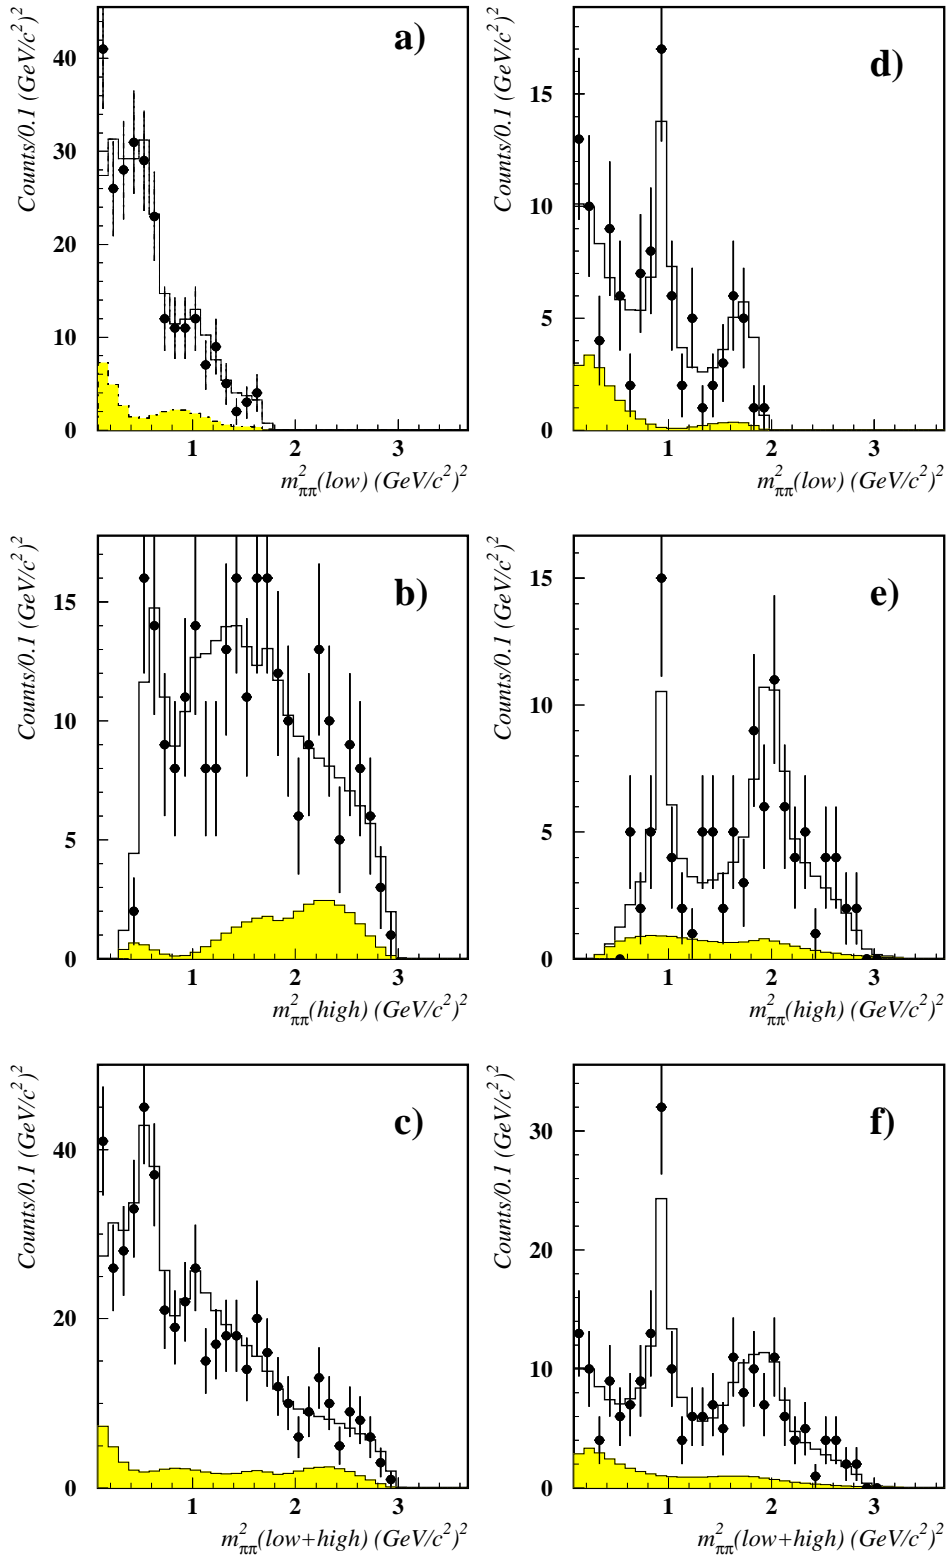 Counts/0.1 (GeV/c²)²
a)
40
30
20
10
0
1 2 3
m²ππ(low) (GeV/c²)²
Counts/0.1 (GeV/c²)²
d)
15
10
5
0
1 2 3
m²ππ(low) (GeV/c²)²
Counts/0.1 (GeV/c²)²
b)
15
10
5
0
1 2 3
m²ππ(high) (GeV/c²)²
Counts/0.1 (GeV/c²)²
e)
15
10
5
0
1 2 3
m²ππ(high) (GeV/c²)²
Counts/0.1 (GeV/c²)²
c)
40
20
0
1 2 3
m²ππ(low+high) (GeV/c²)²
Counts/0.1 (GeV/c²)²
f)
30
20
10
0
1 2 3
m²ππ(low+high) (GeV/c²)²